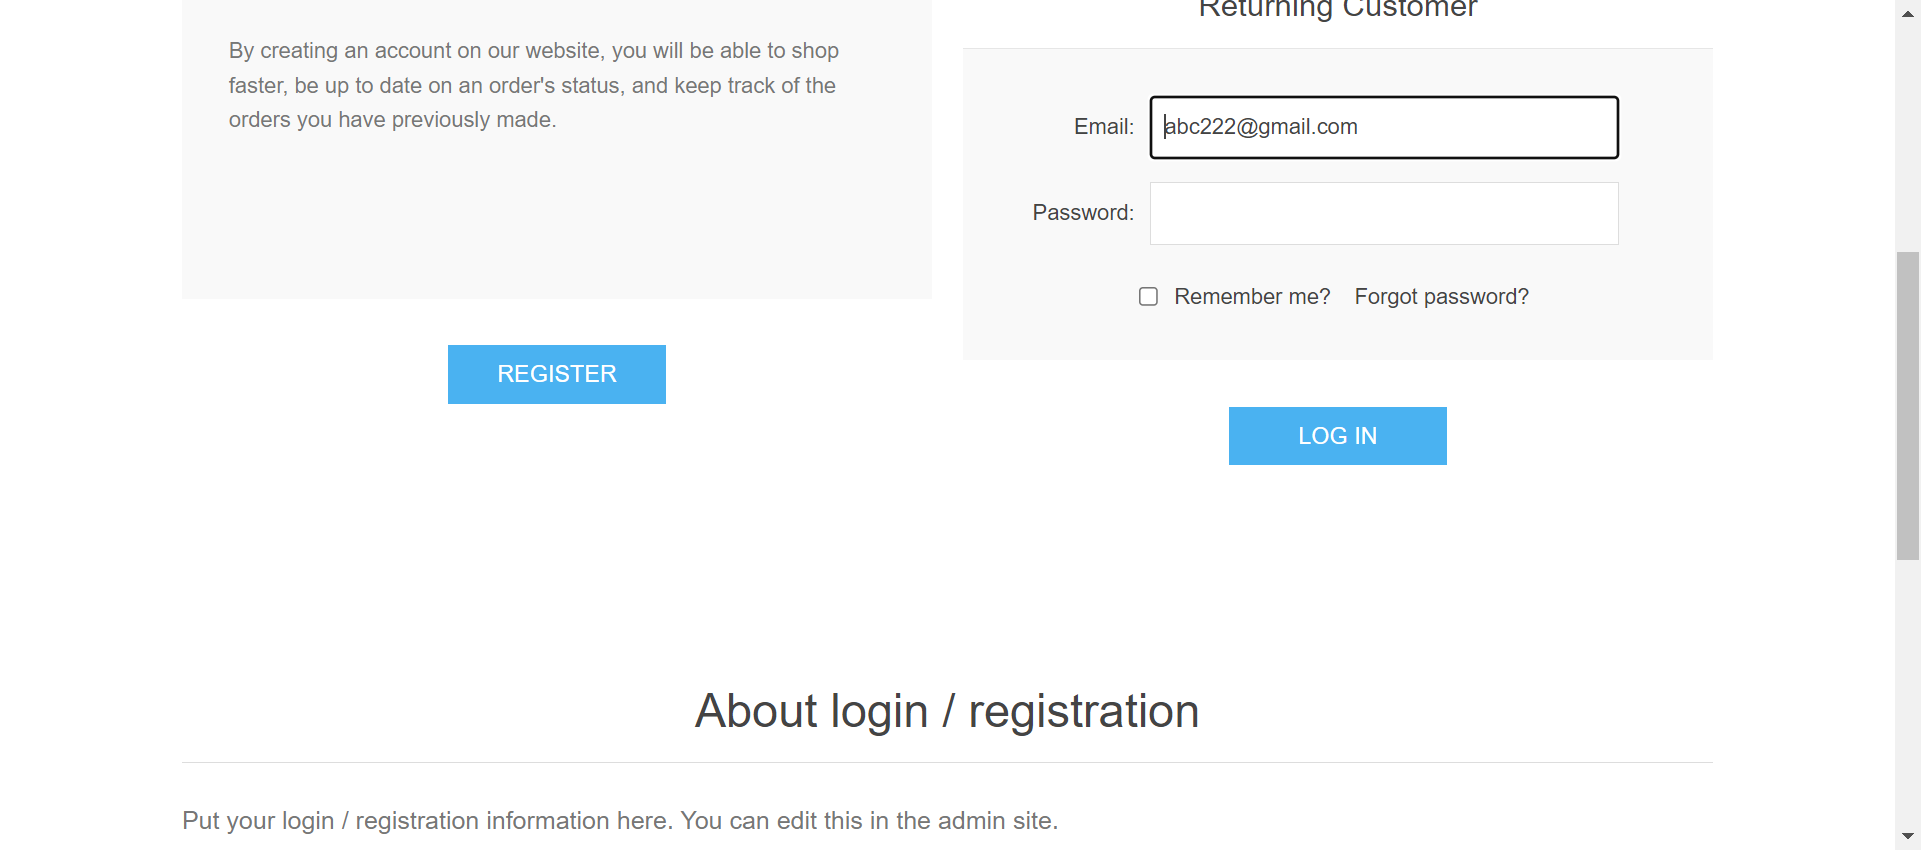 By creating an account on our website, you will be able to shop
faster, be up to date on an order's status, and keep track of the
orders you have previously made.
REGISTER
Returning Customer
Email: abc222@gmail.com
Password:
Remember me? Forgot password?
LOG IN
About login / registration
Put your login / registration information here. You can edit this in the admin site.